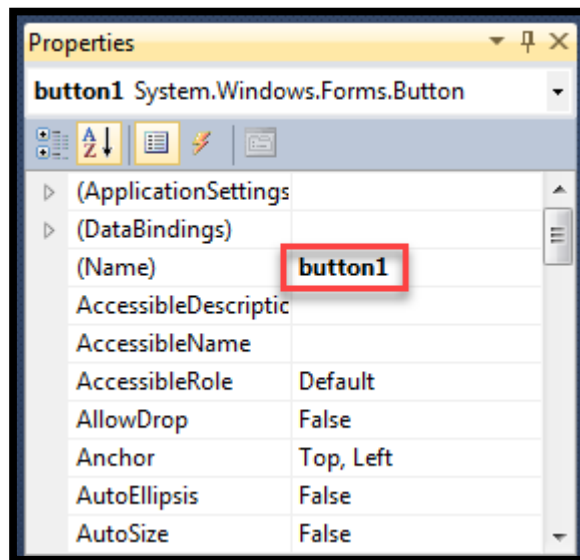 Properties
button1 System.Windows.Forms.Button
A
Z
(ApplicationSettings
(DataBindings)
(Name) button1
AccessibleDescriptic
AccessibleName
AccessibleRole Default
AllowDrop False
Anchor Top, Left
AutoEllipsis False
AutoSize False